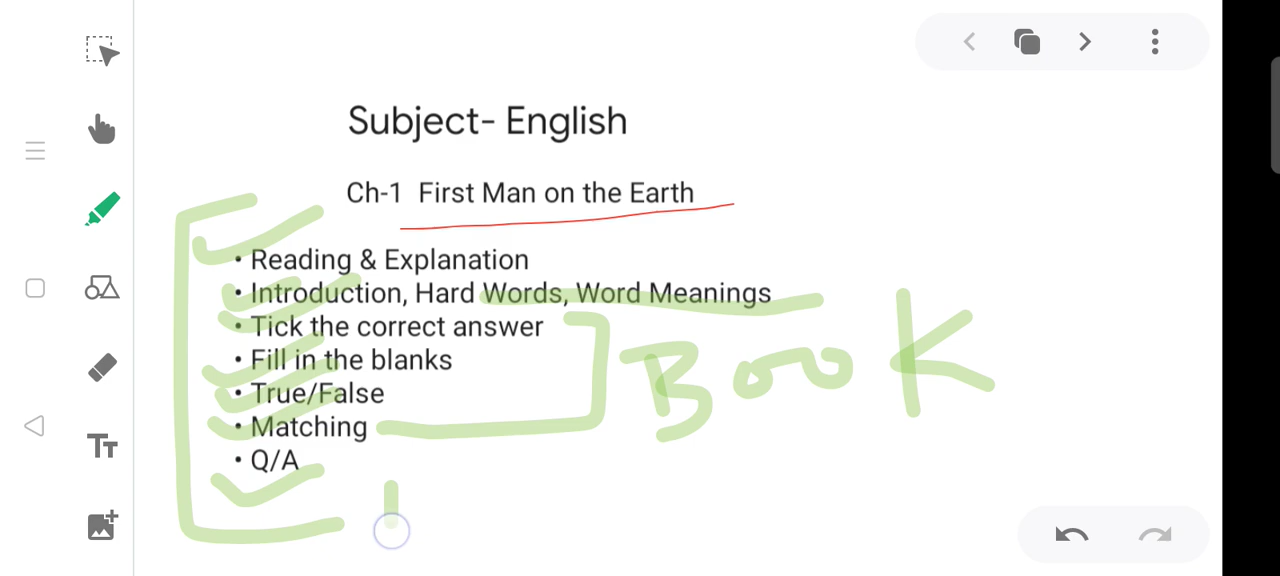 Subject- English
Ch-1 First Man on the Earth
• Reading & Explanation
• Introduction, Hard Words, Word Meanings
• Tick the correct answer
• Fill in the blanks
• True/False
• Matching
• Q/A
BooK
TT